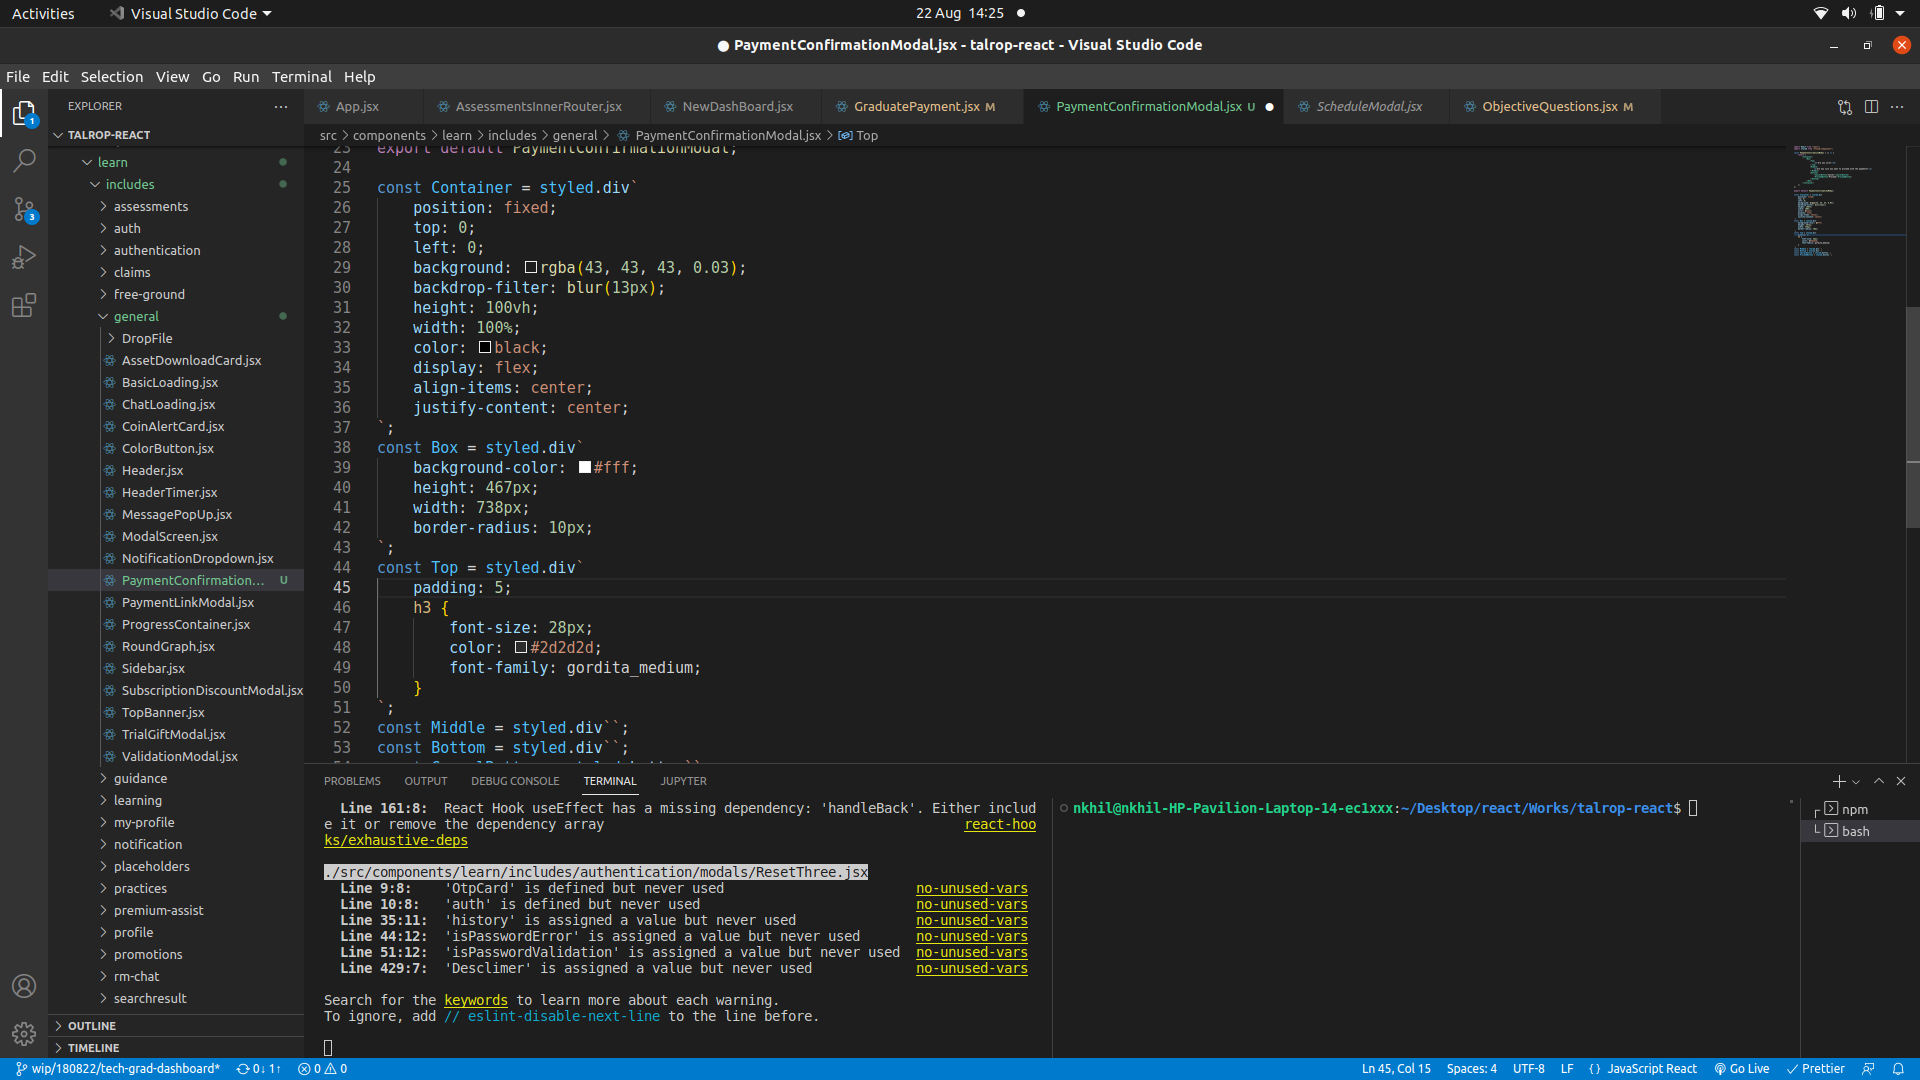 Activities
Visual Studio Code
22 Aug 14:25
● PaymentConfirmationModal.jsx - talrop-react - Visual Studio Code
File Edit Selection View Go Run Terminal Help
EXPLORER
App.jsx
AssessmentsInnerRouter.jsx
NewDashBoard.jsx
GraduatePayment.jsx M
PaymentConfirmationModal.jsx U
ScheduleModal.jsx
ObjectiveQuestions.jsx M
src > components > learn > includes > general > PaymentConfirmationModal.jsx > Top
1
3
TALROP-REACT
learn
includes
assessments
auth
authentication
claims
free-ground
general
DropFile
AssetDownloadCard.jsx
BasicLoading.jsx
ChatLoading.jsx
CoinAlertCard.jsx
ColorButton.jsx
Header.jsx
HeaderTimer.jsx
MessagePopUp.jsx
ModalScreen.jsx
NotificationDropdown.jsx
PaymentConfirmation... U
PaymentLinkModal.jsx
ProgressContainer.jsx
RoundGraph.jsx
Sidebar.jsx
SubscriptionDiscountModal.jsx
TopBanner.jsx
TrialGiftModal.jsx
ValidationModal.jsx
guidance
learning
my-profile
notification
placeholders
practices
premium-assist
profile
promotions
rm-chat
searchresult
OUTLINE
TIMELINE
23 export default PaymentConfirmationModal;
24
25 const Container = styled.div`
26 position: fixed;
27 top: 0;
28 left: 0;
29 background: rgba(43, 43, 43, 0.03);
30 backdrop-filter: blur(13px);
31 height: 100vh;
32 width: 100%;
33 color: black;
34 display: flex;
35 align-items: center;
36 justify-content: center;
37 `;
38 const Box = styled.div`
39 background-color: #fff;
40 height: 467px;
41 width: 738px;
42 border-radius: 10px;
43 `;
44 const Top = styled.div`
45 padding: 5;
46 h3 {
47 font-size: 28px;
48 color: #2d2d2d;
49 font-family: gordita_medium;
50 }
51 `;
52 const Middle = styled.div``;
53 const Bottom = styled.div``;
PROBLEMS OUTPUT DEBUG CONSOLE TERMINAL JUPYTER
Line 161:8: React Hook useEffect has a missing dependency: 'handleBack'. Either includ
e it or remove the dependency array react-hoo
ks/exhaustive-deps
./src/components/learn/includes/authentication/modals/ResetThree.jsx
Line 9:8: 'OtpCard' is defined but never used no-unused-vars
Line 10:8: 'auth' is defined but never used no-unused-vars
Line 35:11: 'history' is assigned a value but never used no-unused-vars
Line 44:12: 'isPasswordError' is assigned a value but never used no-unused-vars
Line 51:12: 'isPasswordValidation' is assigned a value but never used no-unused-vars
Line 429:7: 'Desclimer' is assigned a value but never used no-unused-vars
Search for the keywords to learn more about each warning.
To ignore, add // eslint-disable-next-line to the line before.
nkhil@nkhil-HP-Pavilion-Laptop-14-ec1xxx:~/Desktop/react/Works/talrop-react$
npm
bash
wip/180822/tech-grad-dashboard* 0↓ 1↑ 0 0
Ln 45, Col 15 Spaces: 4 UTF-8 LF {} JavaScript React Go Live Prettier